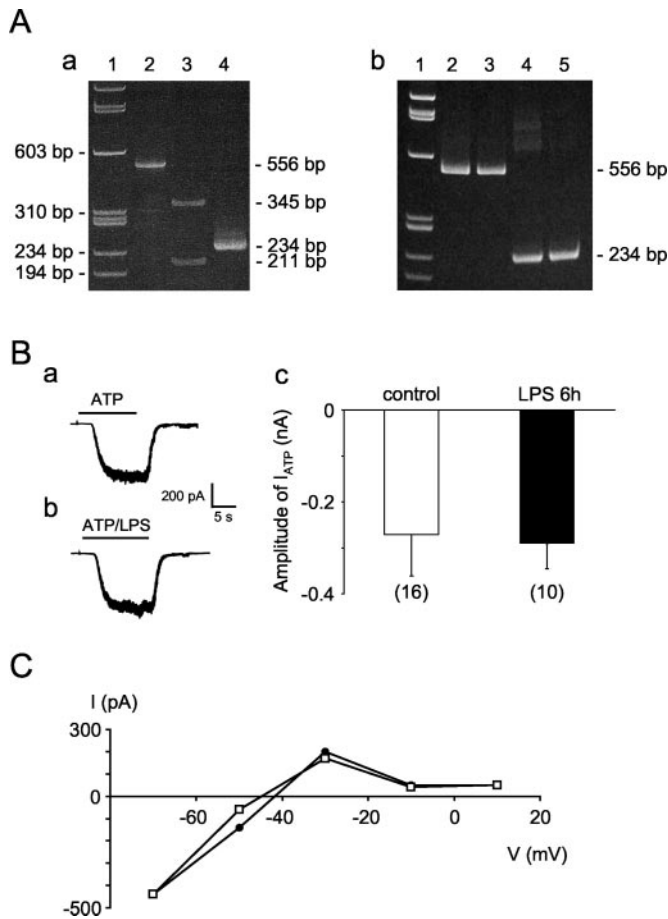 A
a
1 2 3 4
603 bp -
310 bp -
234 bp -
194 bp -
- 556 bp
- 345 bp
- 234 bp
- 211 bp
b
1 2 3 4 5
- 556 bp
- 234 bp
B
a
ATP
200 pA
5 s
b
ATP/LPS
c
control LPS 6h
Amplitude of I_ATP (nA)
0
-0.2
-0.4
(16) (10)
C
I (pA)
300
0
-500
-60 -40 -20 0 20
V (mV)